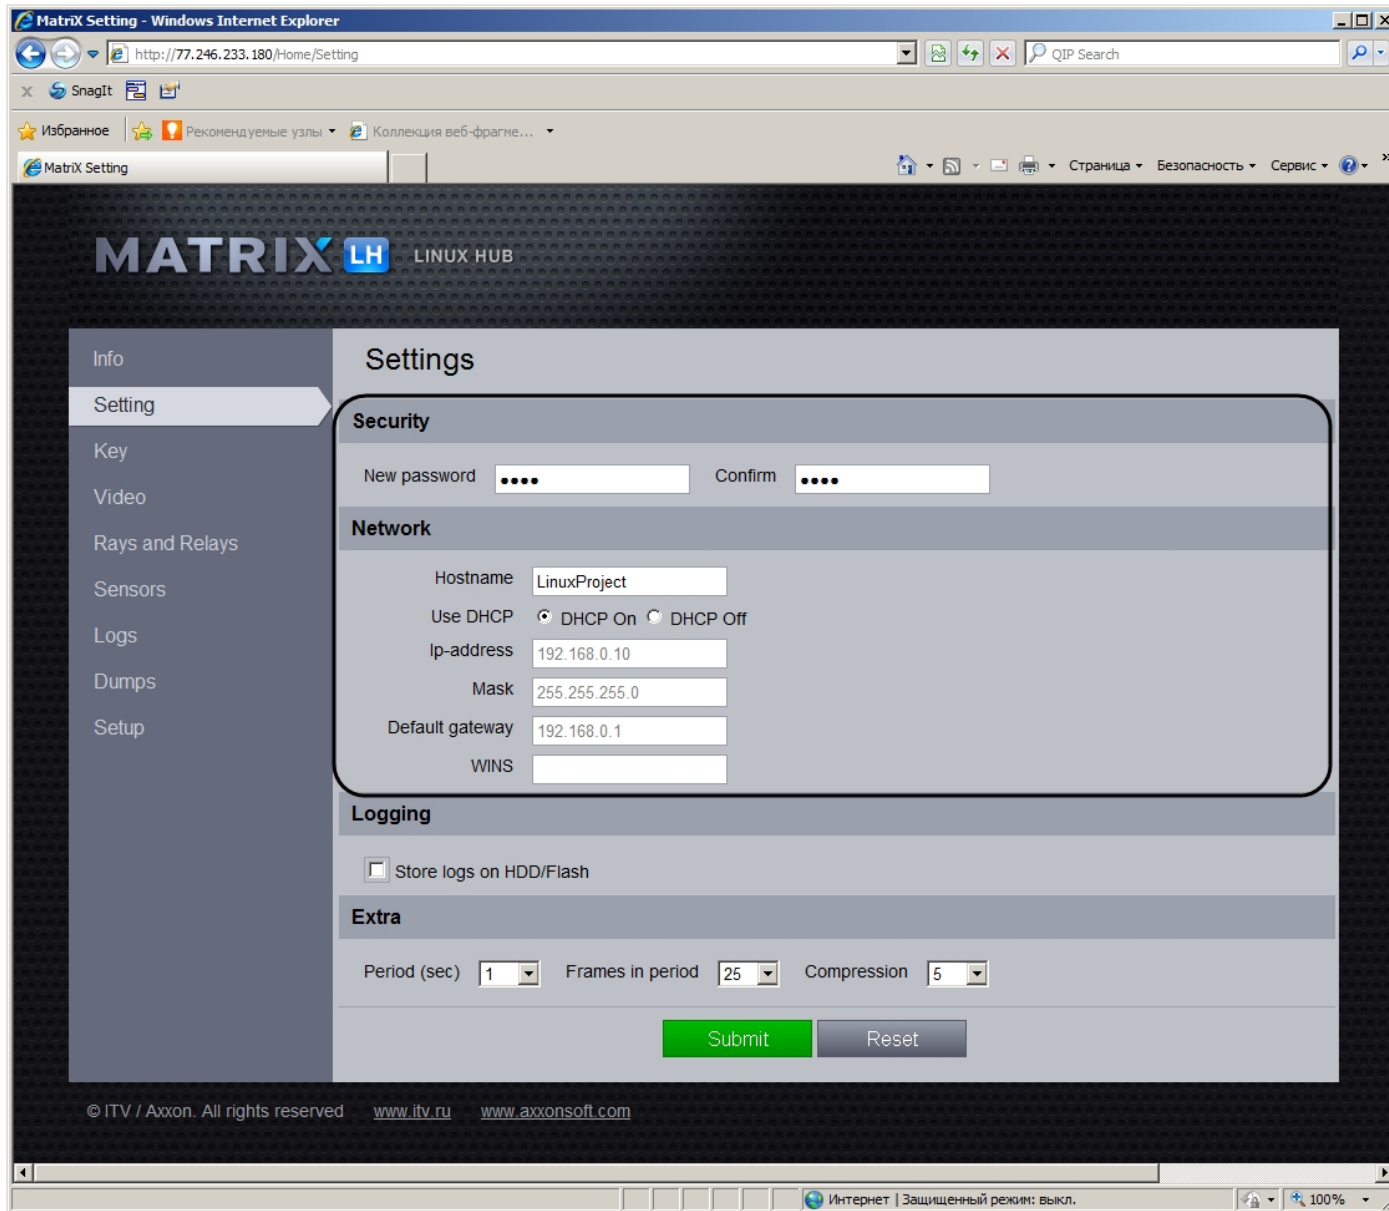 MatriX Setting - Windows Internet Explorer
http://77.246.233.180/Home/Setting
QIP Search
x SnagIt
Избранное Рекомендуемые узлы Коллекция веб-фрагме...
MatriX Setting Страница Безопасность Сервис
MATRIX LH LINUX HUB
Info
Setting
Key
Video
Rays and Relays
Sensors
Logs
Dumps
Setup
Settings
Security
New password •••• Confirm ••••
Network
Hostname LinuxProject
Use DHCP DHCP On DHCP Off
Ip-address 192.168.0.10
Mask 255.255.255.0
Default gateway 192.168.0.1
WINS
Logging
Store logs on HDD/Flash
Extra
Period (sec) 1 Frames in period 25 Compression 5
Submit Reset
© ITV / Axxon. All rights reserved www.itv.ru www.axxonsoft.com
Интернет | Защищенный режим: выкл. 100%